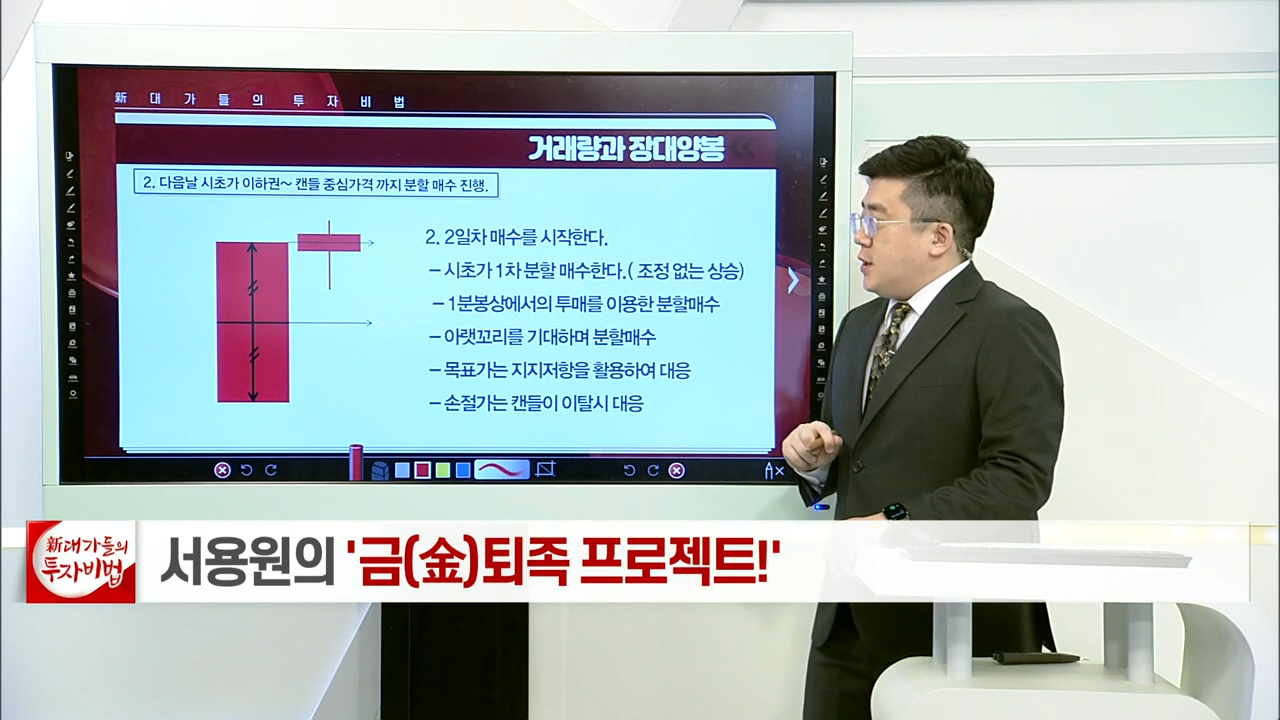 新 대 가 들 의 투 자 비 법
거래량과 장대양봉
2. 다음날 시초가 이하권~ 캔들 중심가격 까지 분할 매수 진행.
2. 2일차 매수를 시작한다.
– 시초가 1차 분할 매수한다.( 조정 없는 상승)
– 1분봉상에서의 투매를 이용한 분할매수
– 아랫꼬리를 기대하며 분할매수
– 목표가는 지지저항을 활용하여 대응
– 손절가는 캔들이 이탈시 대응
新대가들의
투자비법
서용원의 '금(金)퇴족 프로젝트!'